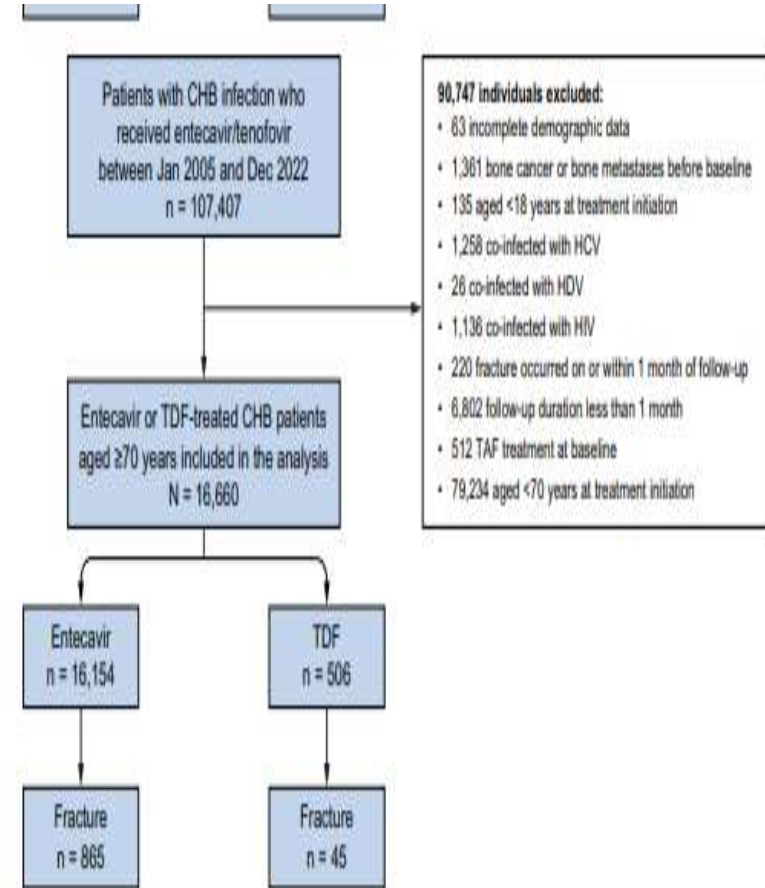 Patients with CHB infection who
received entecavir/tenofovir
between Jan 2005 and Dec 2022
n = 107,407
90,747 individuals excluded:
• 63 incomplete demographic data
• 1,361 bone cancer or bone metastases before baseline
• 135 aged <18 years at treatment initiation
• 1,258 co-infected with HCV
• 26 co-infected with HDV
• 1,136 co-infected with HIV
• 220 fracture occurred on or within 1 month of follow-up
• 6,802 follow-up duration less than 1 month
• 512 TAF treatment at baseline
• 79,234 aged <70 years at treatment initiation
Entecavir or TDF-treated CHB patients
aged ≥70 years included in the analysis
N = 16,660
Entecavir
n = 16,154
TDF
n = 506
Fracture
n = 865
Fracture
n = 45